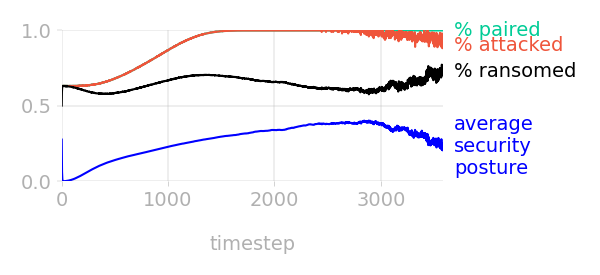 1.0
0.5
0.0
0
1000
2000
3000
timestep
% paired
% attacked
% ransomed
average
security
posture